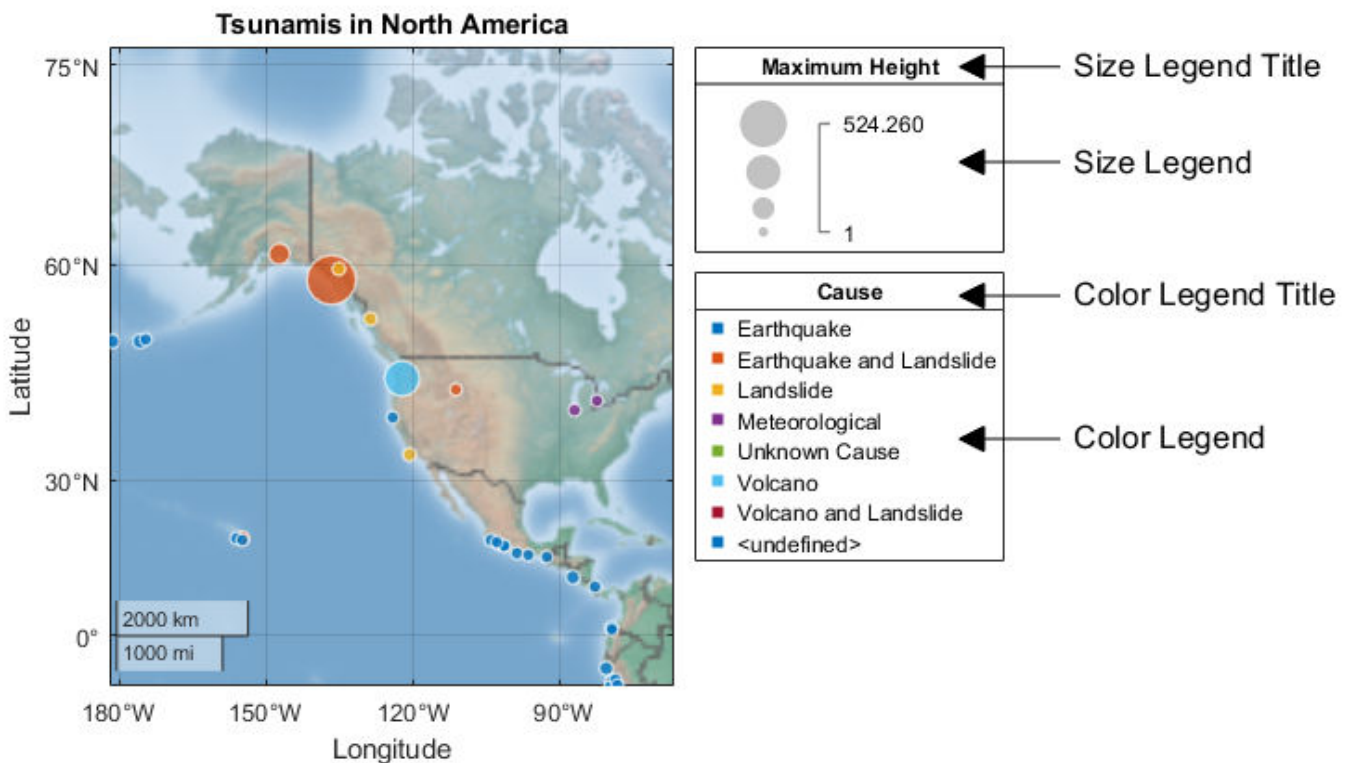 Tsunamis in North America
75°N
60°N
30°N
0°
Latitude
2000 km
1000 mi
180°W
150°W
120°W
90°W
Longitude
Maximum Height
524.260
1
Cause
Earthquake
Earthquake and Landslide
Landslide
Meteorological
Unknown Cause
Volcano
Volcano and Landslide
<undefined>
Size Legend Title
Size Legend
Color Legend Title
Color Legend